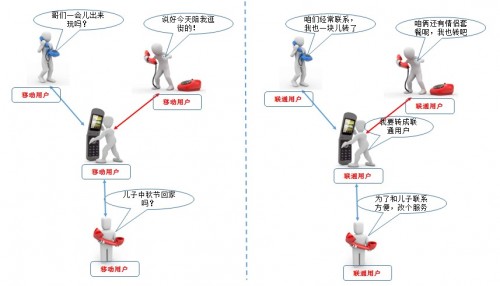 哥们一会儿出来
玩吗？
说好今天陪我逛
街的！
移动用户
移动用户
移动用户
儿子中秋节回家
吗？
移动用户
咱们经常联系，
我也一块儿转了
咱俩还有情侣套
餐呢，我也转吧
联通用户
联通用户
我要转成联
通用户
联通用户
为了和儿子联系
方便，改个服务
联通用户